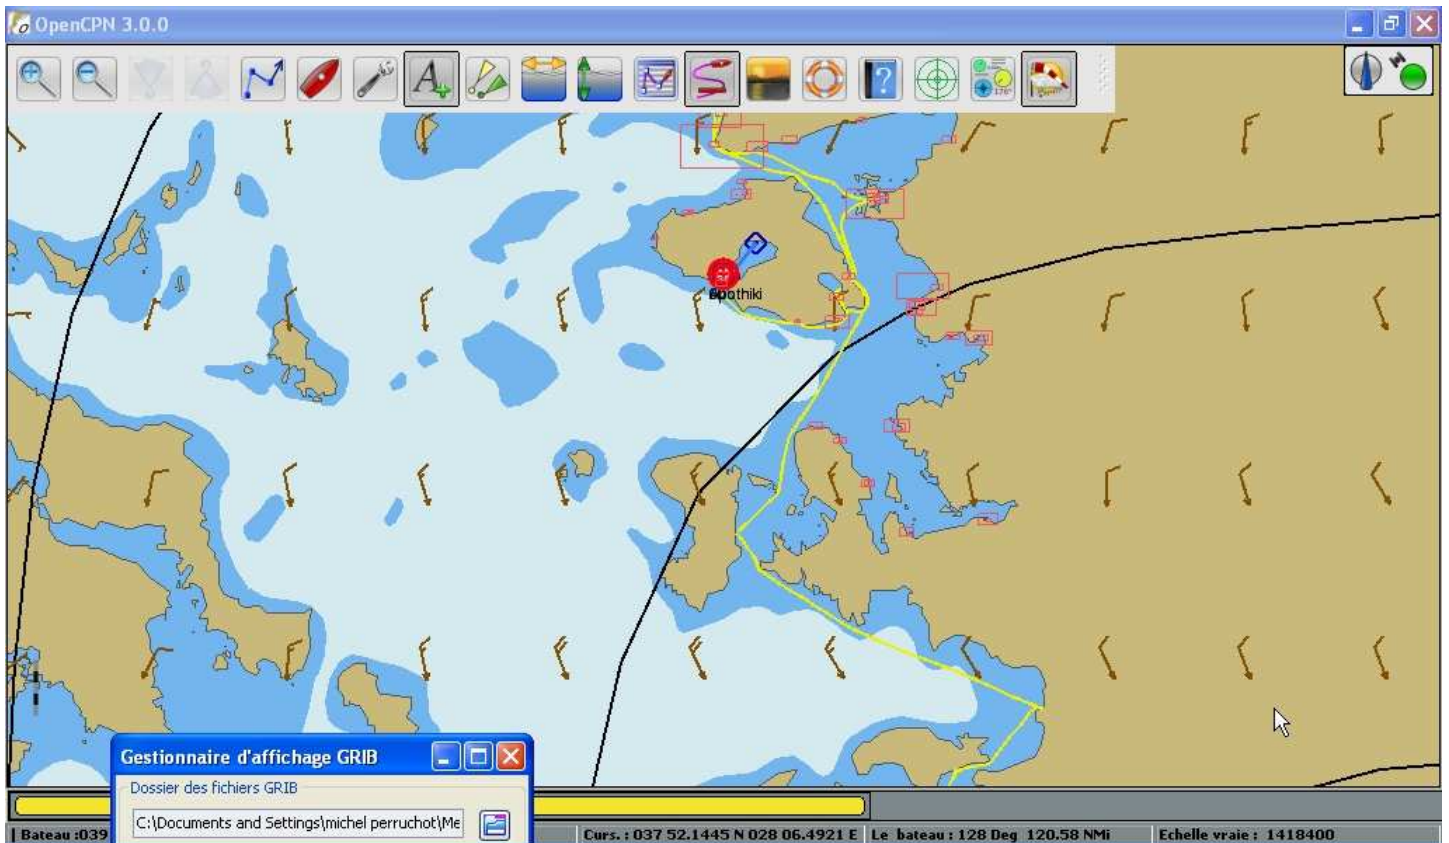 OpenCPN 3.0.0
Apothiki
Gestionnaire d'affichage GRIB
Dossier des fichiers GRIB
C:\Documents and Settings\michel perruchot\Me
| Bateau :039
Curs. : 037 52.1445 N 028 06.4921 E
Le bateau : 128 Deg 120.58 NMi
Echelle vraie : 1418400